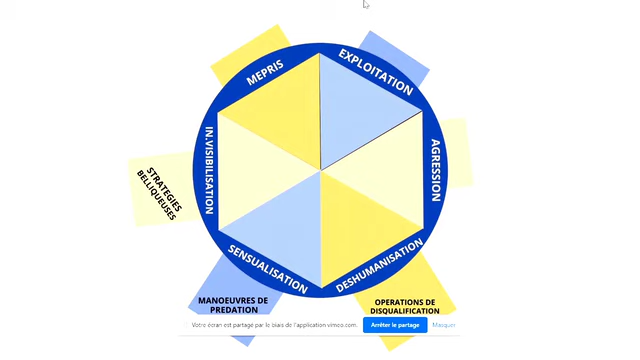 MEPRIS
EXPLOITATION
IN.VISIBILISATION
AGRESSION
STRATEGIES
BELLIQUEUSES
SENSUALISATION
DESHUMANISATION
MANOEUVRES DE
PREDATION
OPERATIONS DE
DISQUALIFICATION
Votre écran est partagé par le biais de l'application vimeo.com.
Arrêter le partage
Masquer